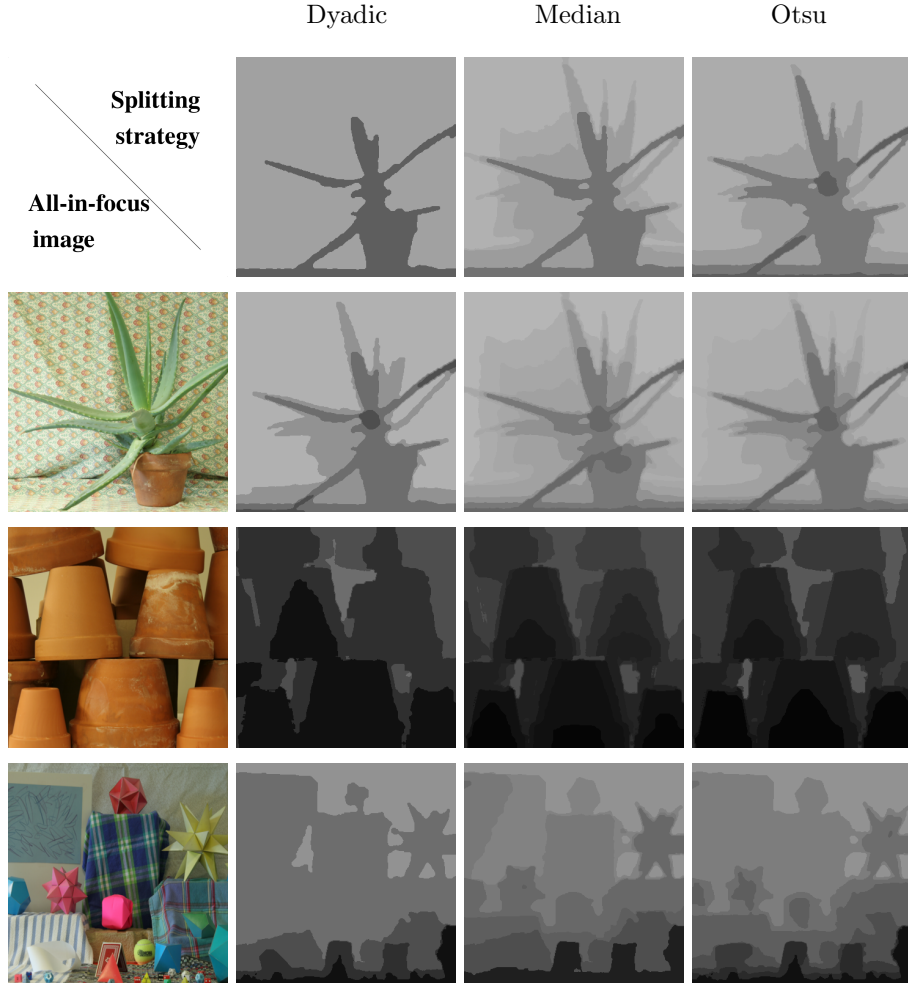 Dyadic Median Otsu
Splitting
strategy
All-in-focus
image